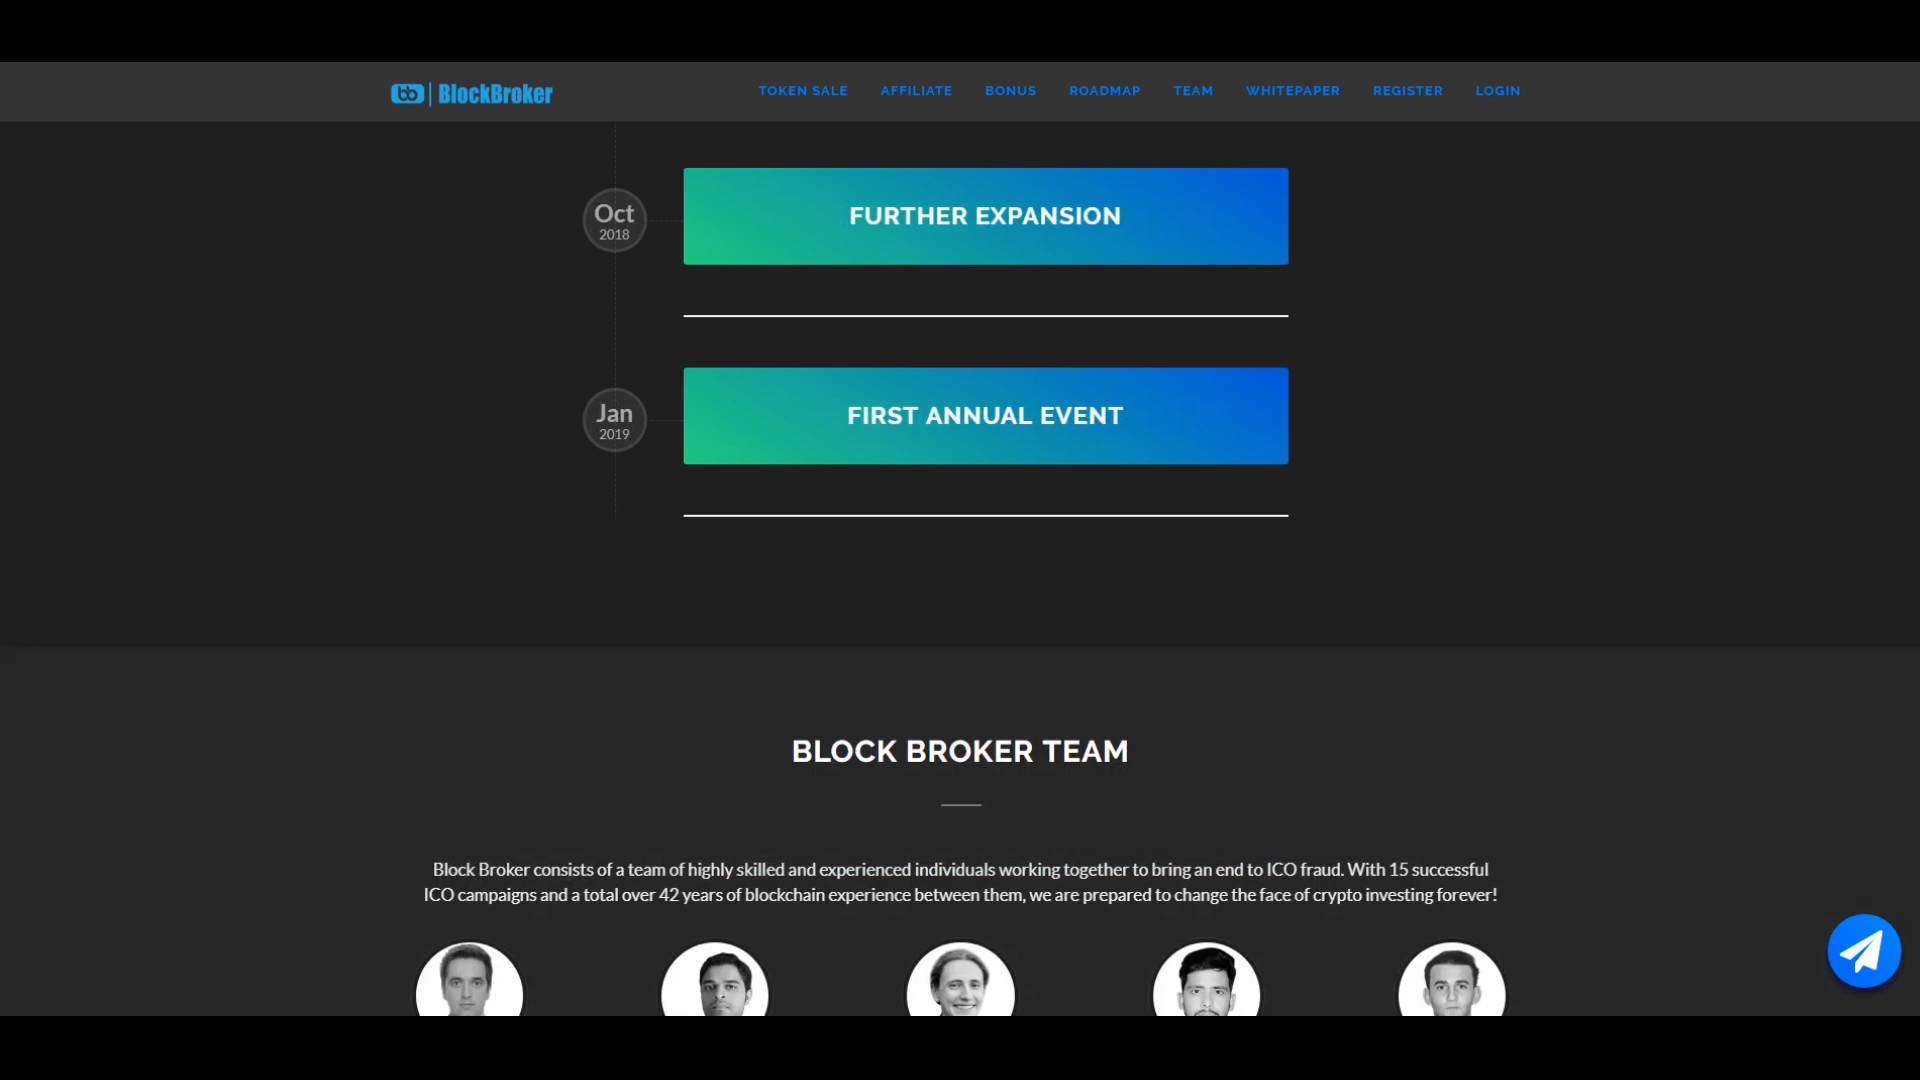 bb | BlockBroker TOKEN SALE AFFILIATE BONUS ROADMAP TEAM WHITEPAPER REGISTER LOGIN
Oct
2018
FURTHER EXPANSION
Jan
2019
FIRST ANNUAL EVENT
BLOCK BROKER TEAM
Block Broker consists of a team of highly skilled and experienced individuals working together to bring an end to ICO fraud. With 15 successful
ICO campaigns and a total over 42 years of blockchain experience between them, we are prepared to change the face of crypto investing forever!